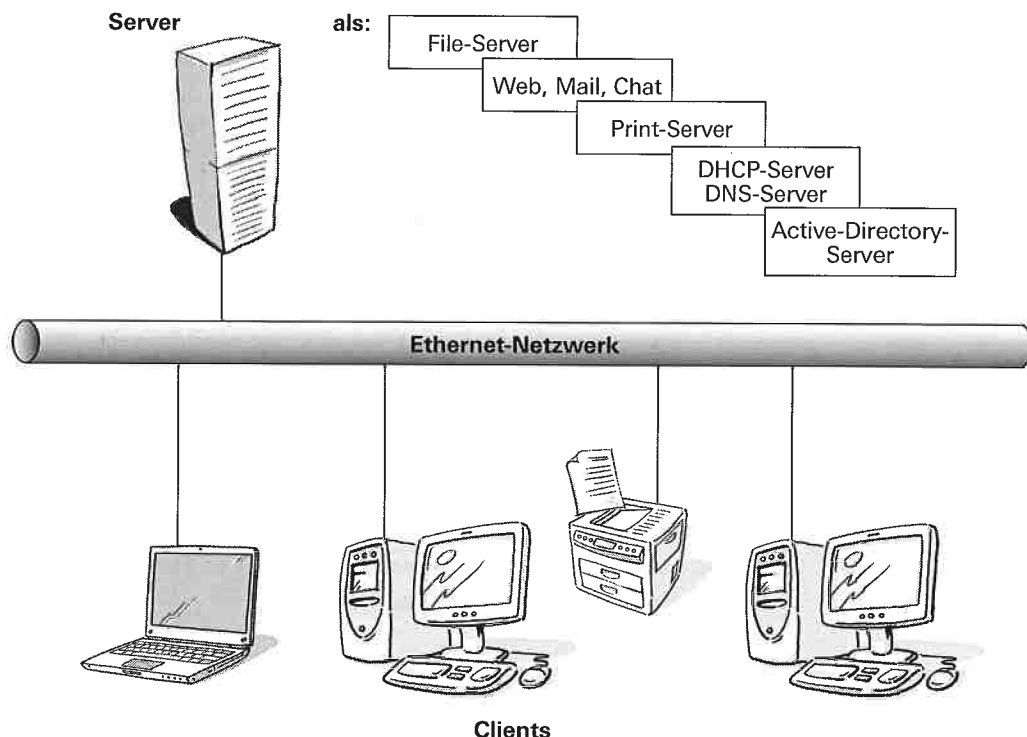 Server
als:
File-Server
Web, Mail, Chat
Print-Server
DHCP-Server
DNS-Server
Active-Directory-
Server
Ethernet-Netzwerk
Clients